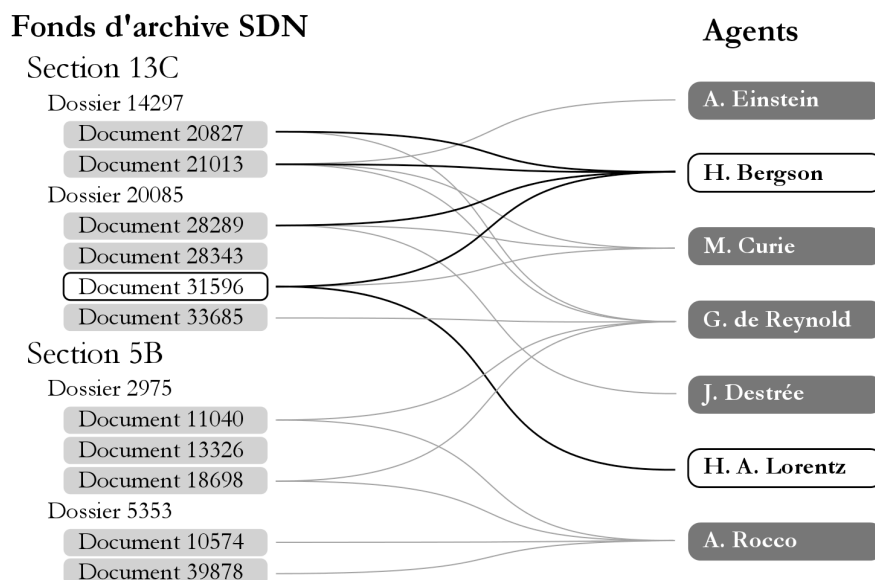 Fonds d'archive SDN
Section 13C
Dossier 14297
Document 20827
Document 21013
Dossier 20085
Document 28289
Document 28343
Document 31596
Document 33685
Section 5B
Dossier 2975
Document 11040
Document 13326
Document 18698
Dossier 5353
Document 10574
Document 39878
Agents
A. Einstein
H. Bergson
M. Curie
G. de Reynold
J. Destrée
H. A. Lorentz
A. Rocco